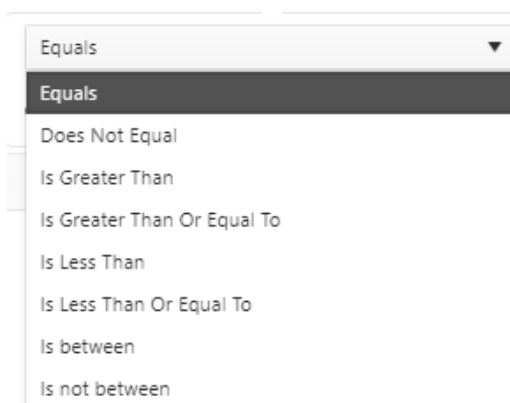 Equals
Equals
Does Not Equal
Is Greater Than
Is Greater Than Or Equal To
Is Less Than
Is Less Than Or Equal To
Is between
Is not between